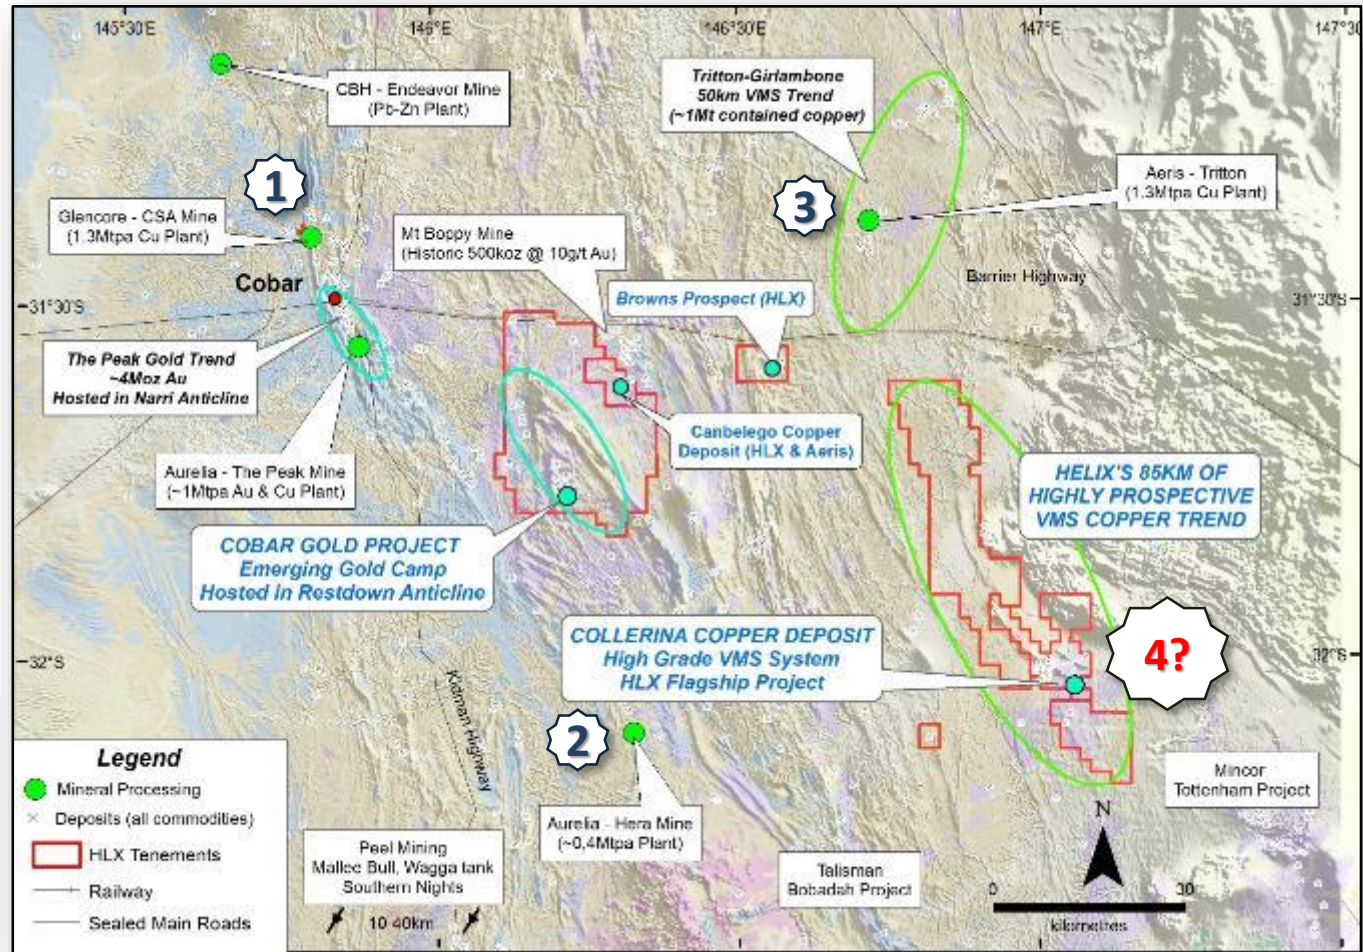 145°30'E
146°E
146°30'E
147°E
147°30
CBH - Endeavor Mine
(Pb-Zn Plant)
Tritton-Girlambone
50km VMS Trend
(~1Mt contained copper)
1
Glencore - CSA Mine
(1.3Mtpa Cu Plant)
3
Aeris - Tritton
(1.3Mtpa Cu Plant)
Mt Boppy Mine
(Historic 500koz @ 10g/t Au)
Cobar
Barrier Highway
Browns Prospect (HLX)
31°30'S
31°30'S
The Peak Gold Trend
~4Moz Au
Hosted in Narri Anticline
Canbelego Copper
Deposit (HLX & Aeris)
Aurelia - The Peak Mine
(~1Mtpa Au & Cu Plant)
HELIX'S 85KM OF
HIGHLY PROSPECTIVE
VMS COPPER TREND
COBAR GOLD PROJECT
Emerging Gold Camp
Hosted in Restdown Anticline
COLLERINA COPPER DEPOSIT
High Grade VMS System
HLX Flagship Project
4?
32°S
32°S
Kidman Highway
2
Aurelia - Hera Mine
(~0.4Mtpa Plant)
Mincor
Tottenham Project
Peel Mining
Mallee Bull, Wagga tank
Southern Nights
10 40km
Talisman
Bobadah Project
N
0
30
kilometres
Legend
Mineral Processing
Deposits (all commodities)
HLX Tenements
Railway
Sealed Main Roads